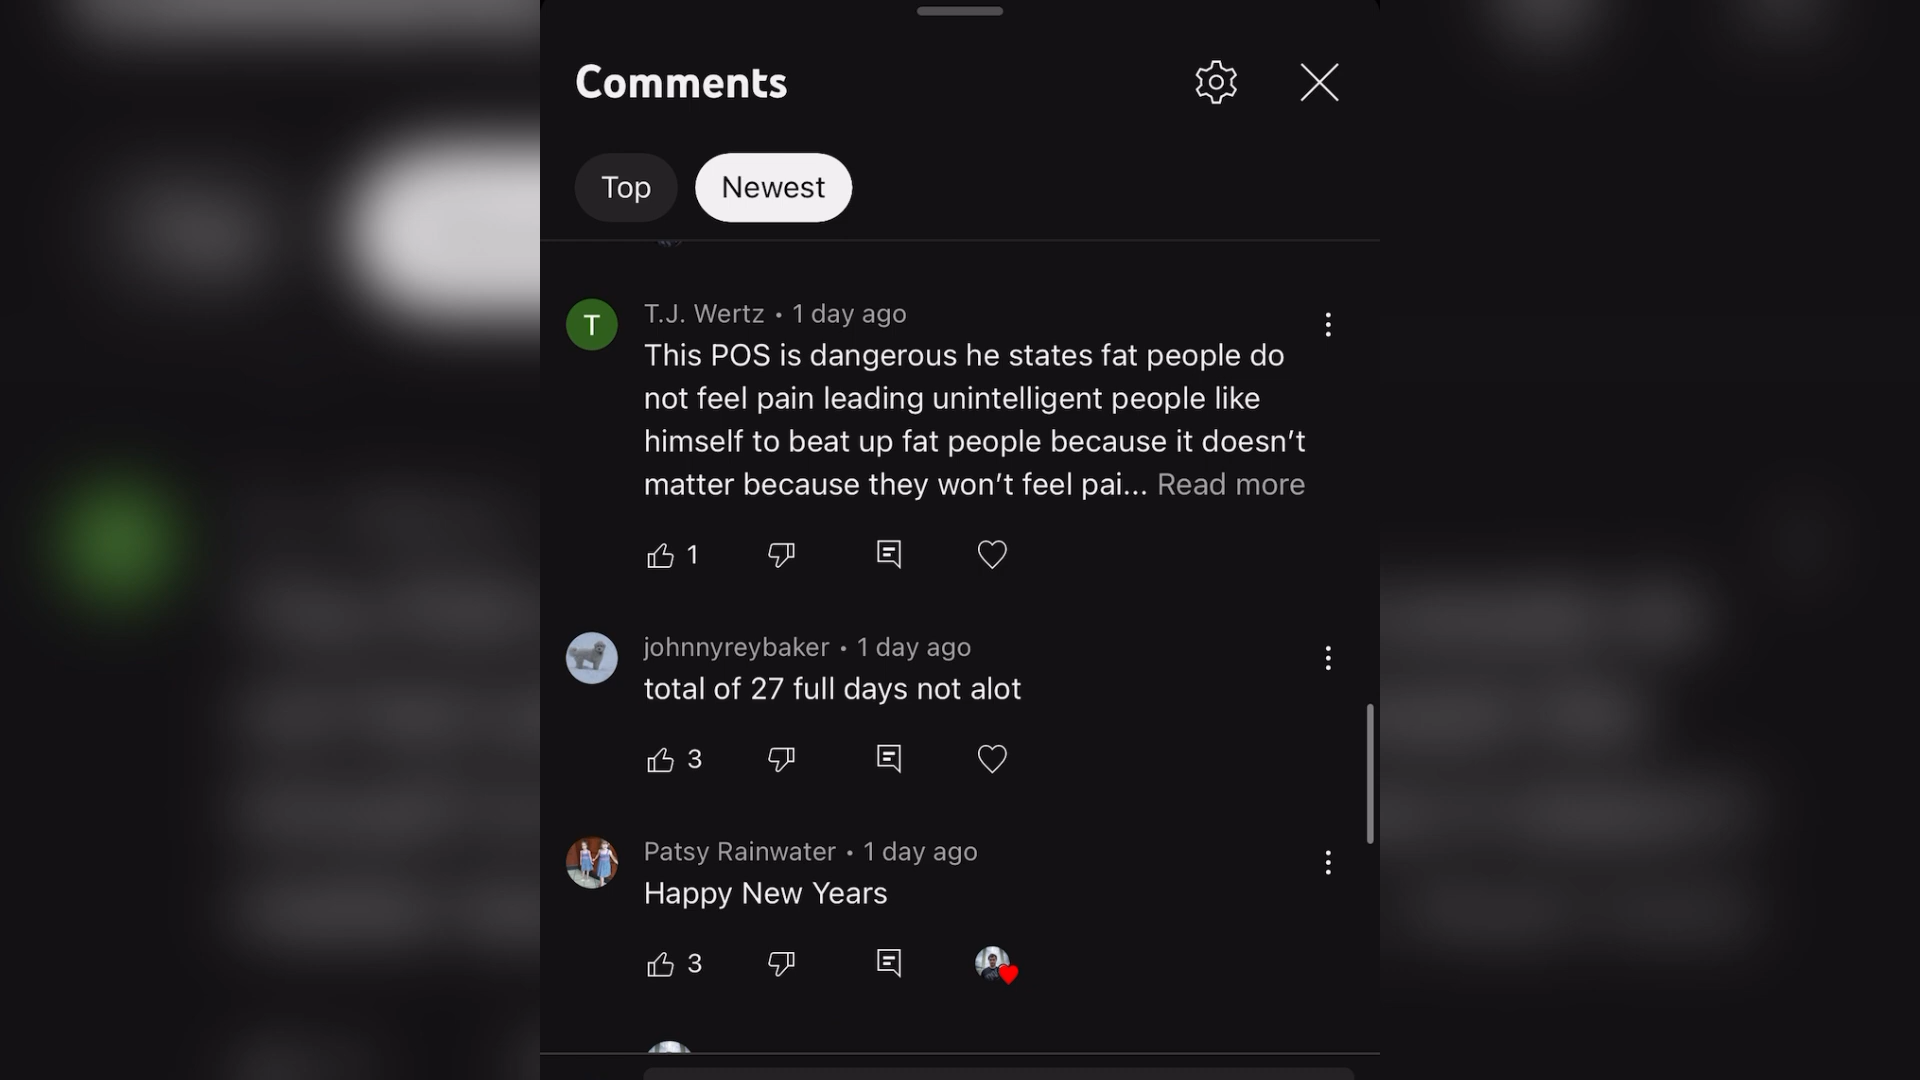 Comments
Top
Newest
T
T.J. Wertz • 1 day ago
This POS is dangerous he states fat people do
not feel pain leading unintelligent people like
himself to beat up fat people because it doesn’t
matter because they won’t feel pai... Read more
1
johnnyreybaker • 1 day ago
total of 27 full days not alot
3
Patsy Rainwater • 1 day ago
Happy New Years
3